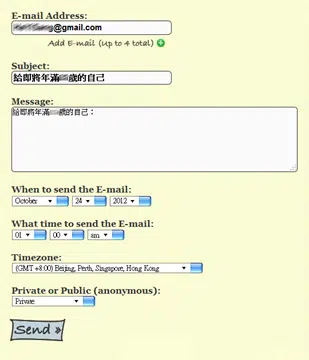 E-mail Address:
@gmail.com
Add E-mail (Up to 4 total)
Subject:
給即將年滿 歲的自己
Message:
給即將年滿 歲的自己：
When to send the E-mail:
October 24 2012
What time to send the E-mail:
01 00 am
Timezone:
(GMT +8:00) Beijing, Perth, Singapore, Hong Kong
Private or Public (anonymous):
Private
Send »